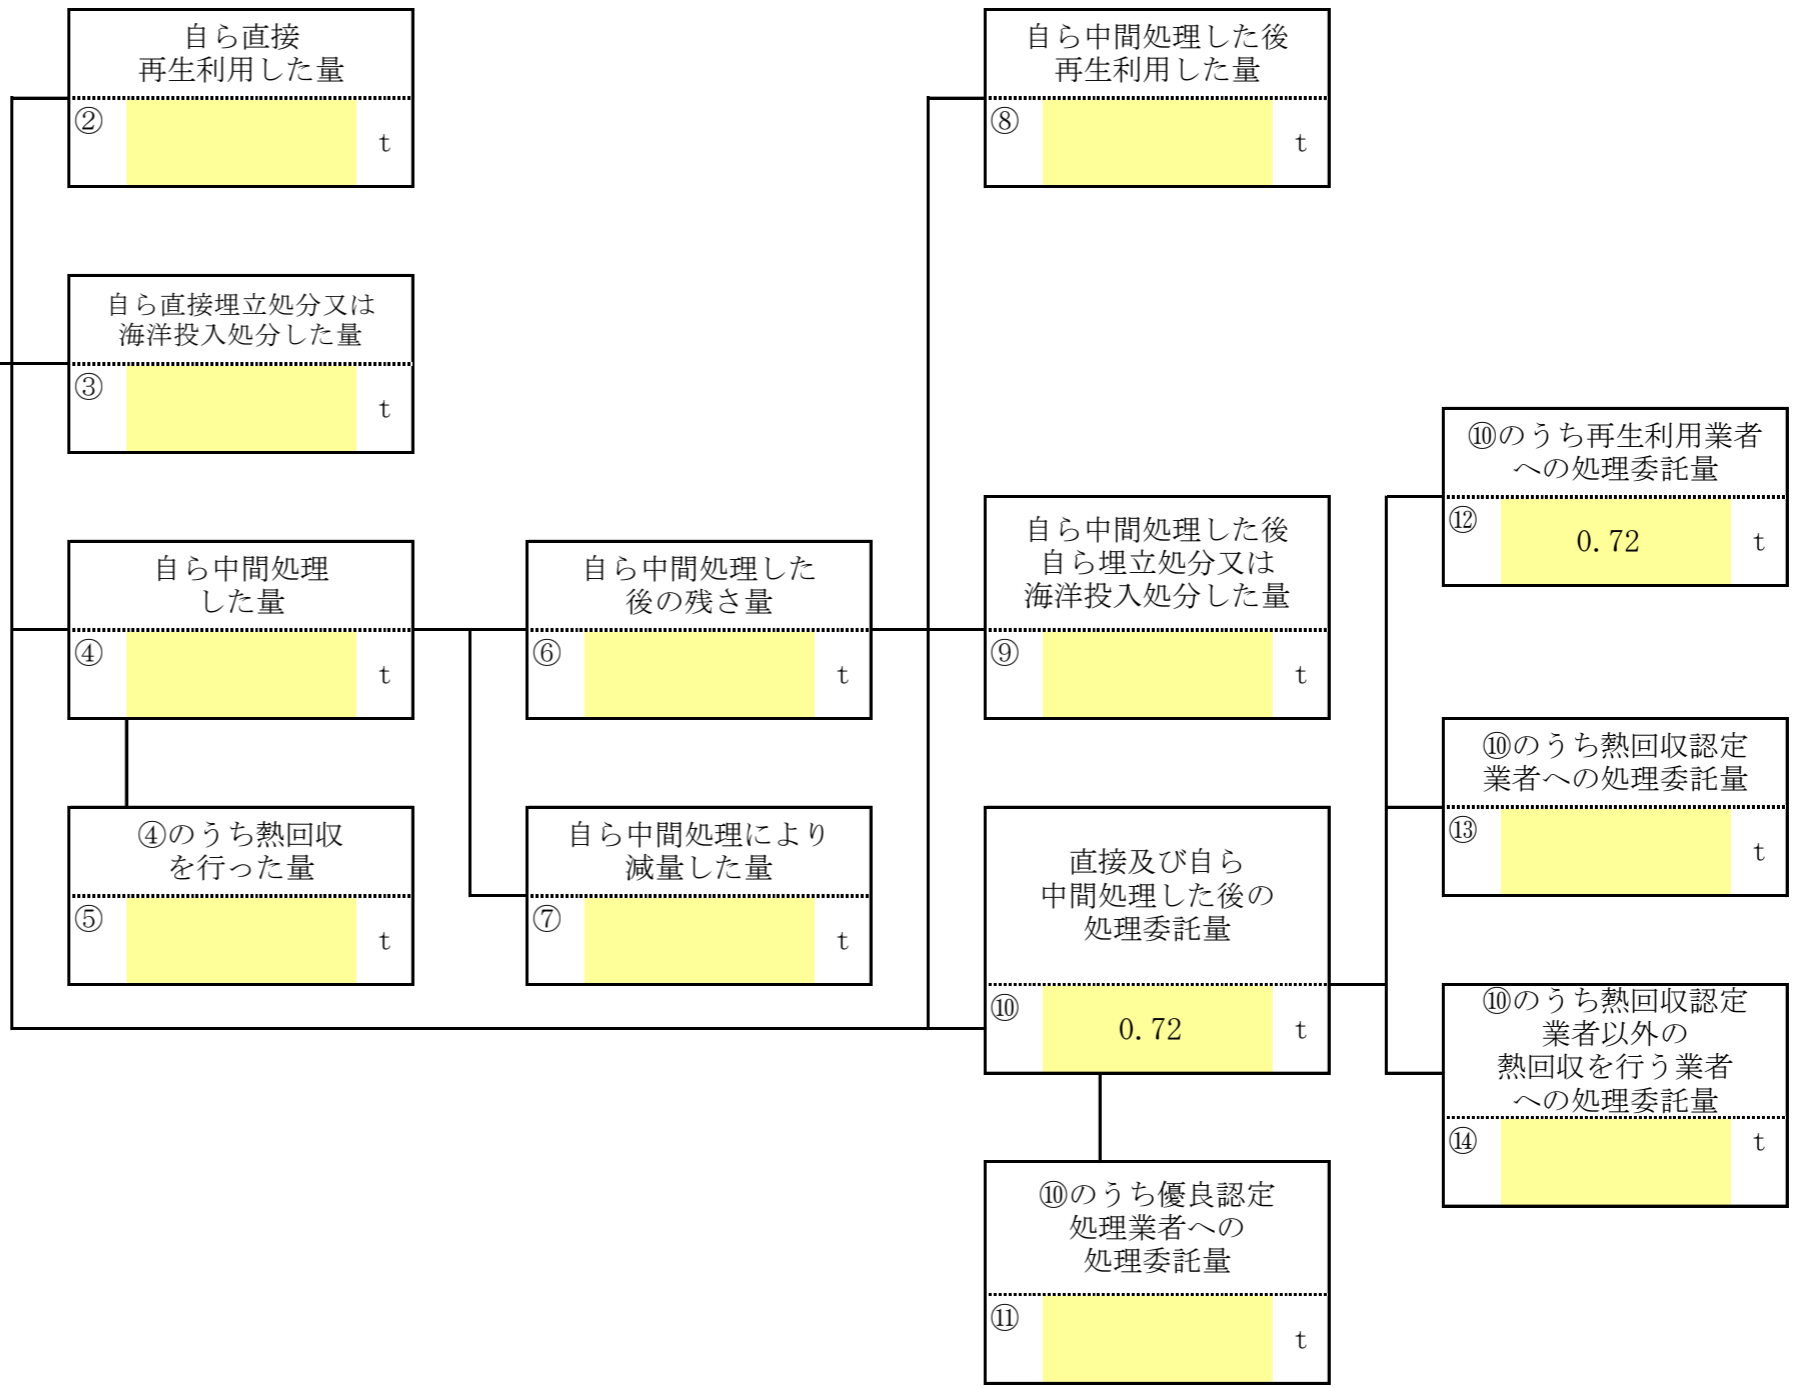 自ら直接
再生利用した量
②
t
自ら直接埋立処分又は
海洋投入処分した量
③
t
自ら中間処理
した量
④
t
④のうち熱回収
を行った量
⑤
t
自ら中間処理した
後の残さ量
⑥
t
自ら中間処理により
減量した量
⑦
t
自ら中間処理した後
再生利用した量
⑧
t
自ら中間処理した後
自ら埋立処分又は
海洋投入処分した量
⑨
t
直接及び自ら
中間処理した後の
処理委託量
⑩ 0.72 t
⑩のうち優良認定
処理業者への
処理委託量
⑪
t
⑩のうち再生利用業者
への処理委託量
⑫ 0.72 t
⑩のうち熱回収認定
業者への処理委託量
⑬
t
⑩のうち熱回収認定
業者以外の
熱回収を行う業者
への処理委託量
⑭
t